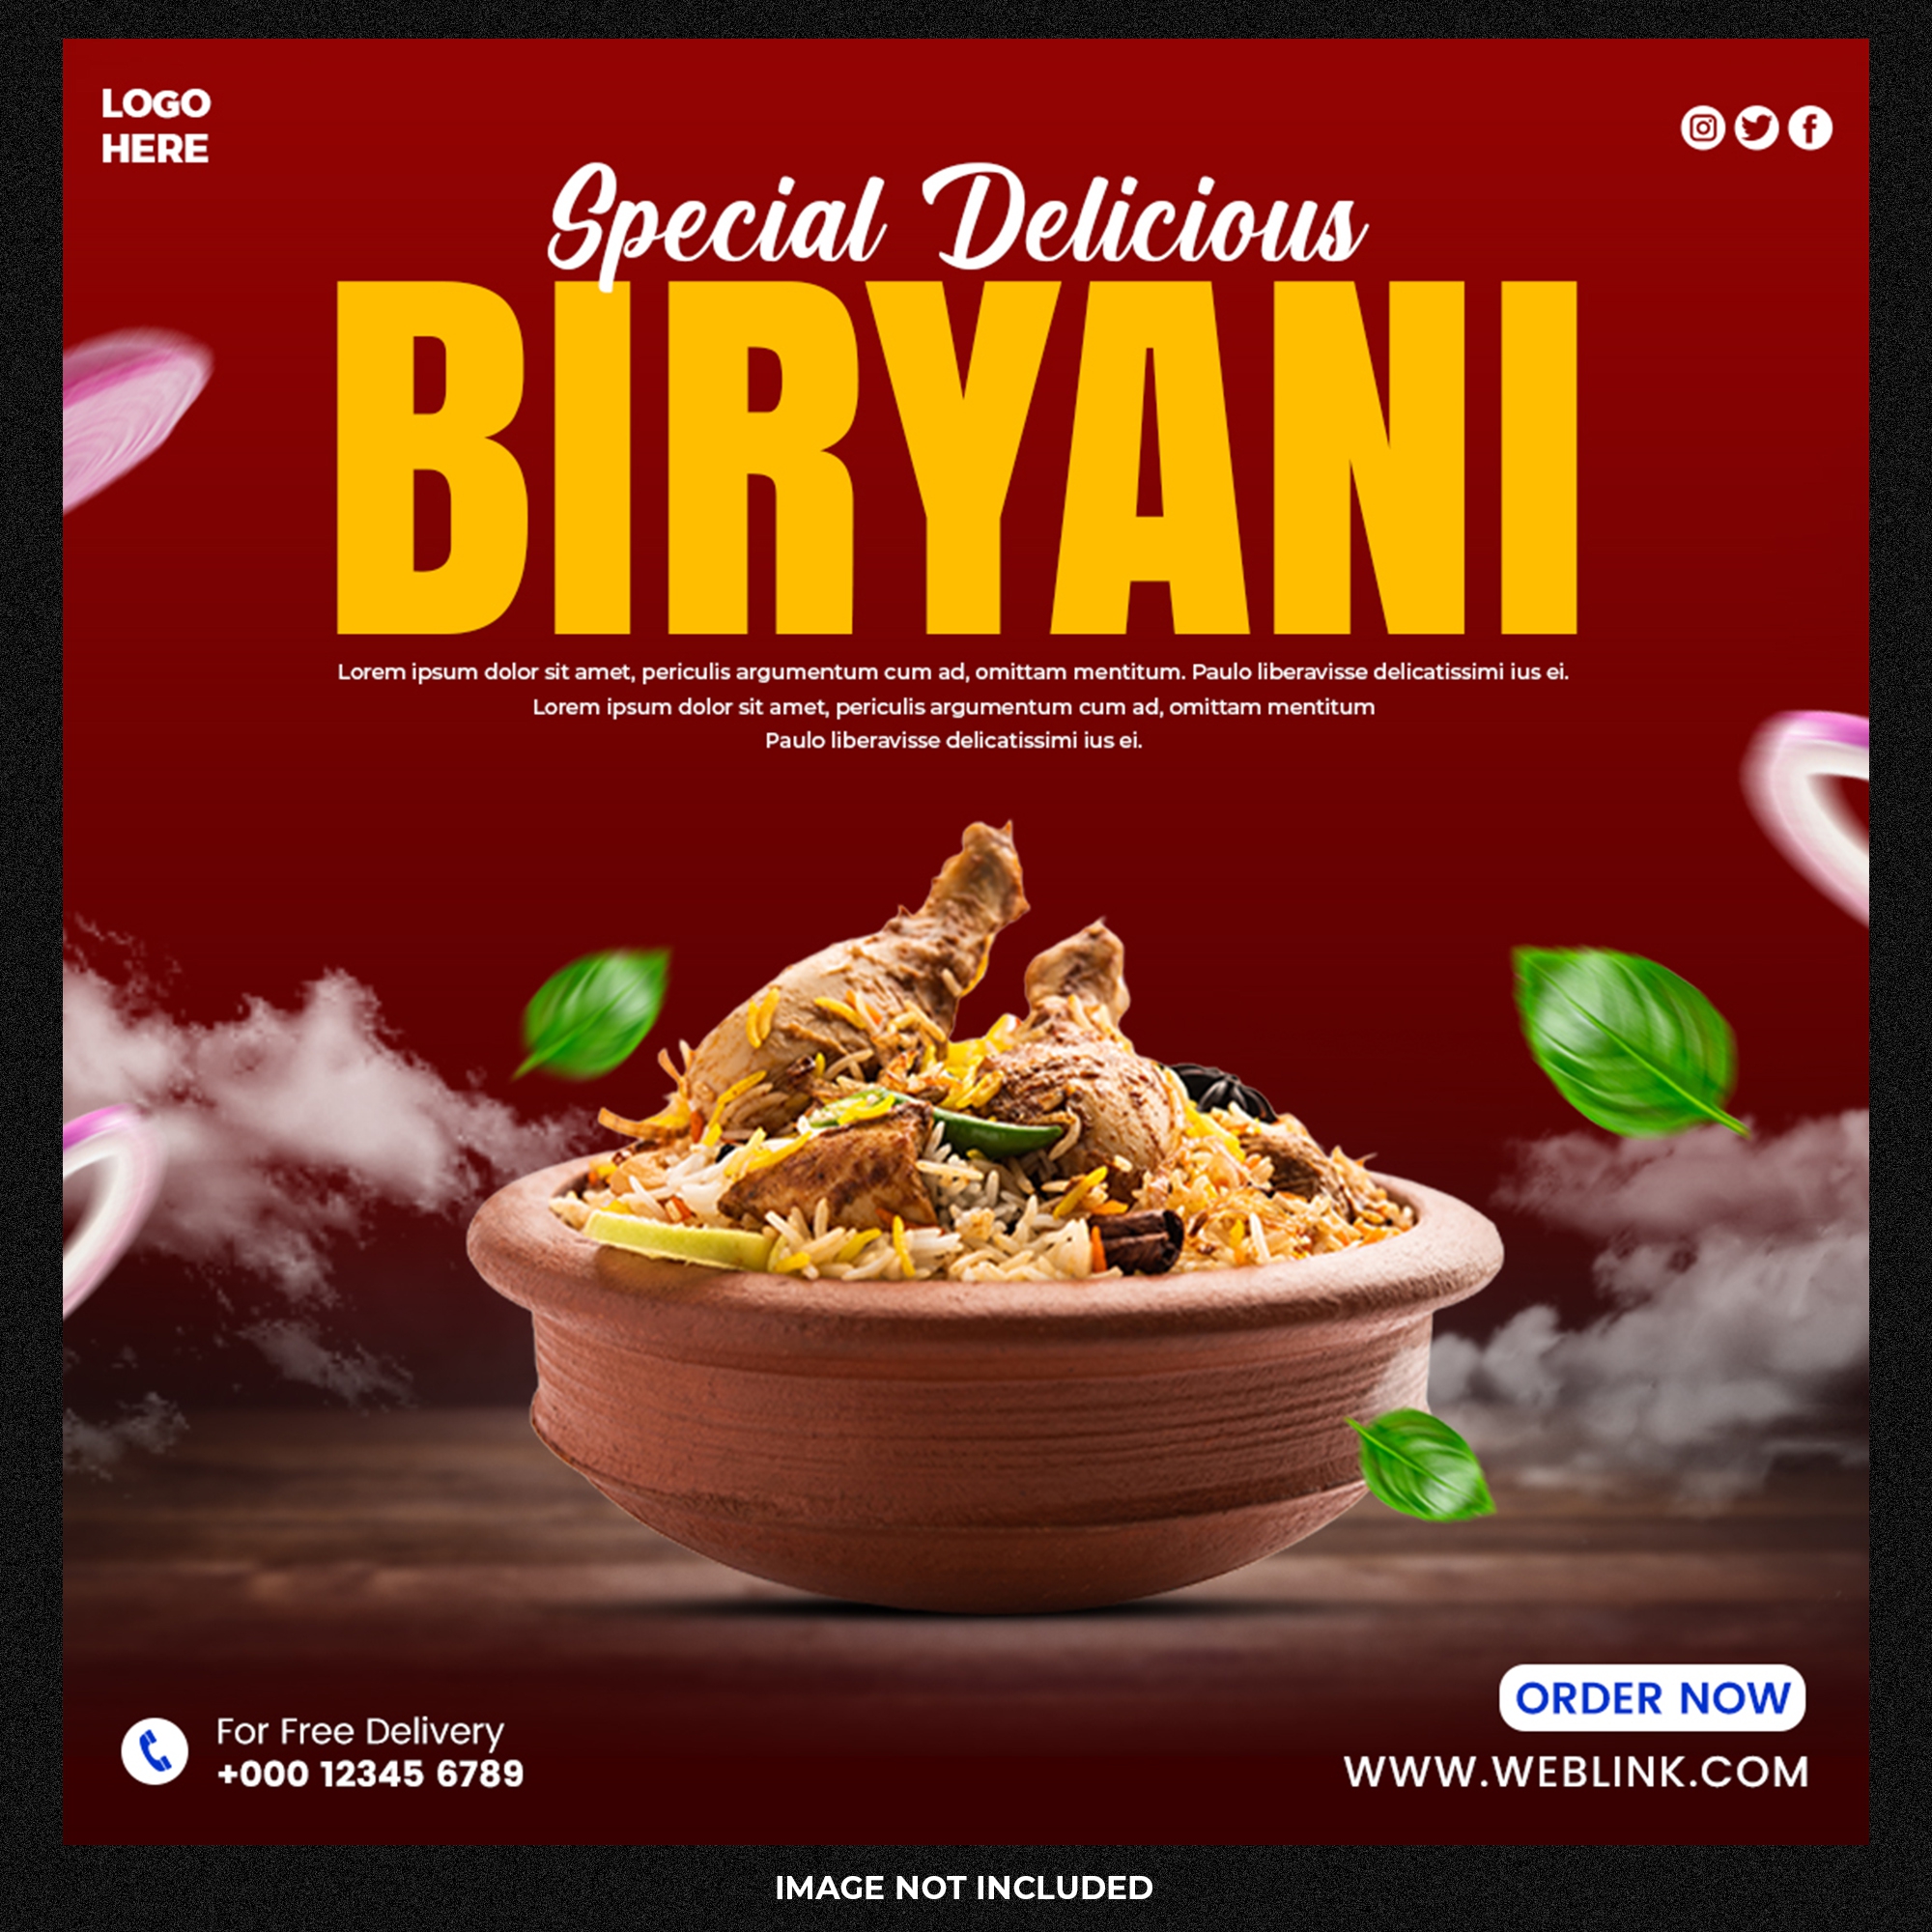 LOGO
HERE
Special Delicious
BIRYANI
Lorem ipsum dolor sit amet, periculis argumentum cum ad, omittam mentitum. Paulo liberavisse delicatissimi ius ei.
Lorem ipsum dolor sit amet, periculis argumentum cum ad, omittam mentitum
Paulo liberavisse delicatissimi ius ei.
For Free Delivery
+000 12345 6789
ORDER NOW
WWW.WEBLINK.COM
IMAGE NOT INCLUDED